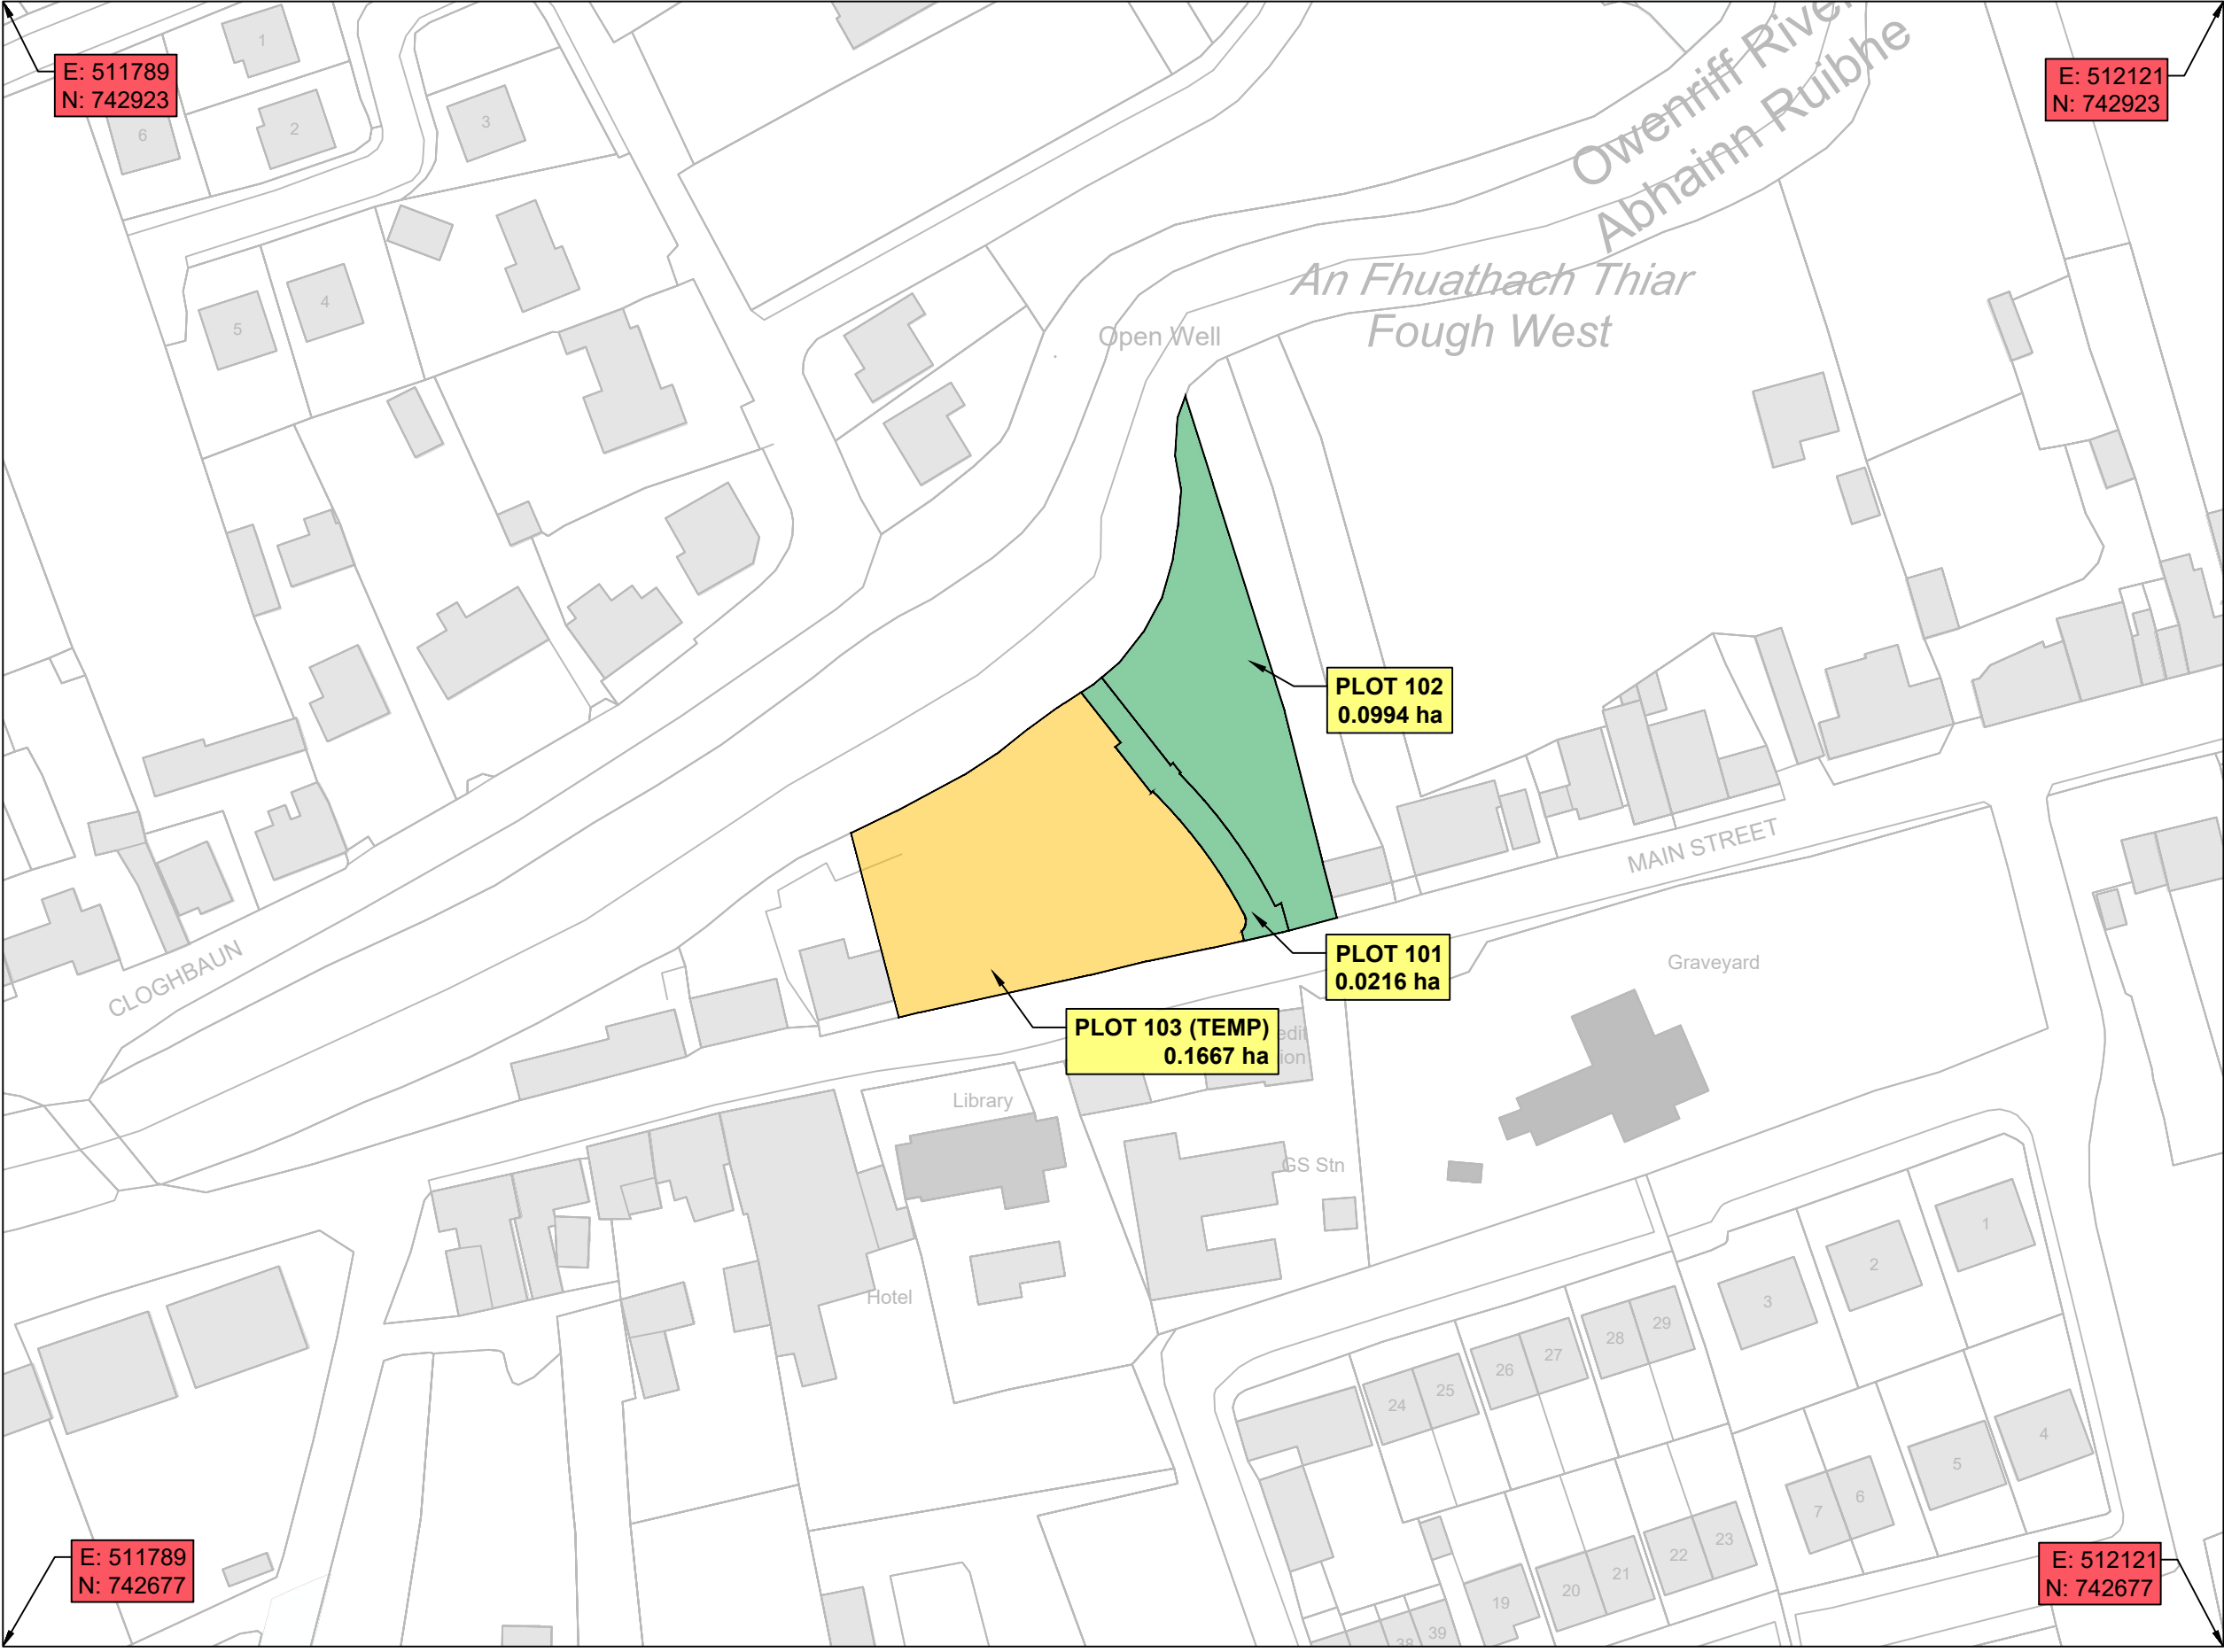 E: 511789
N: 742923
E: 512121
N: 742923
1
2
3
6
5
4
Owenriff River
Abhainn Ruibhe
An Fhuathach Thiar
Fough West
Open Well
PLOT 102
0.0994 ha
MAIN STREET
PLOT 101
0.0216 ha
Graveyard
CLOGHBAUN
PLOT 103 (TEMP)
0.1667 ha
edit
ion
Library
GS Stn
Hotel
1
2
3
29
28
27
26
25
24
4
5
6
7
23
22
21
20
19
39
38
E: 511789
N: 742677
E: 512121
N: 742677